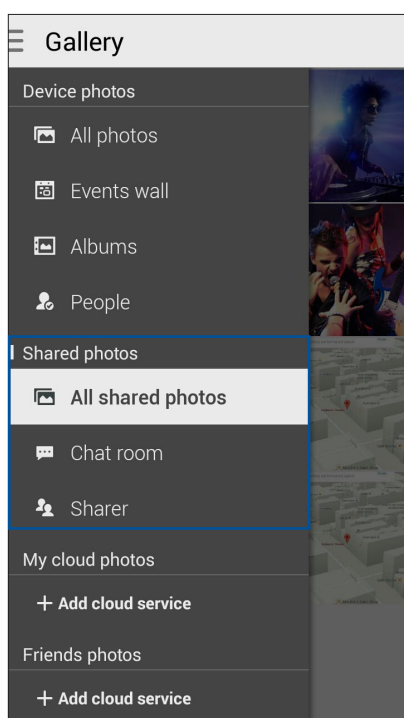 Gallery
Device photos
All photos
Events wall
Albums
People
Shared photos
All shared photos
Chat room
Sharer
My cloud photos
+ Add cloud service
Friends photos
+ Add cloud service